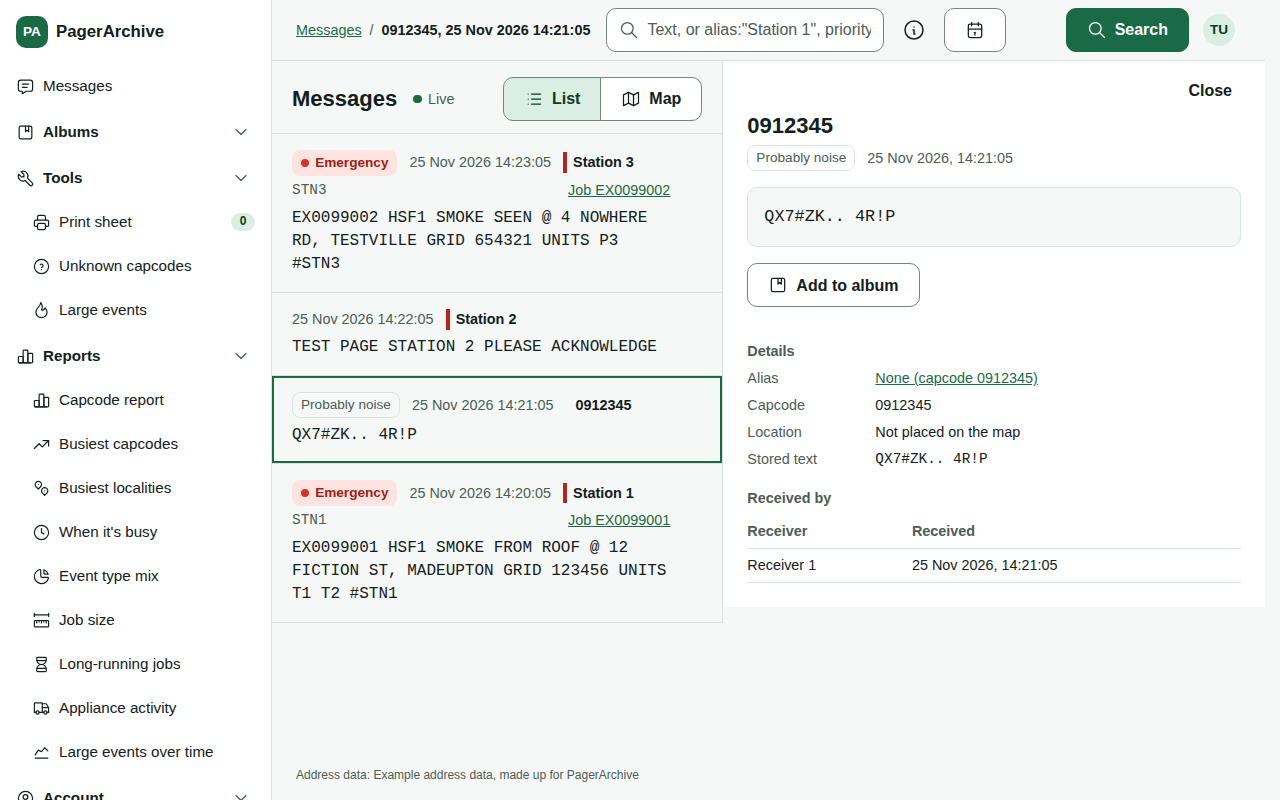 PA PagerArchive
Messages
Albums
Tools
Print sheet 0
Unknown capcodes
Large events
Reports
Capcode report
Busiest capcodes
Busiest localities
When it's busy
Event type mix
Job size
Long-running jobs
Appliance activity
Large events over time
Account
Messages / 0912345, 25 Nov 2026 14:21:05
Text, or alias:"Station 1", priority
Search
TU
Messages Live
List
Map
Emergency 25 Nov 2026 14:23:05 Station 3
STN3 Job EX0099002
EX0099002 HSF1 SMOKE SEEN @ 4 NOWHERE
RD, TESTVILLE GRID 654321 UNITS P3
#STN3
25 Nov 2026 14:22:05 Station 2
TEST PAGE STATION 2 PLEASE ACKNOWLEDGE
Probably noise 25 Nov 2026 14:21:05 0912345
QX7#ZK.. 4R!P
Emergency 25 Nov 2026 14:20:05 Station 1
STN1 Job EX0099001
EX0099001 HSF1 SMOKE FROM ROOF @ 12
FICTION ST, MADEUPTON GRID 123456 UNITS
T1 T2 #STN1
Close
0912345
Probably noise 25 Nov 2026, 14:21:05
QX7#ZK.. 4R!P
Add to album
Details
Alias None (capcode 0912345)
Capcode 0912345
Location Not placed on the map
Stored text QX7#ZK.. 4R!P
Received by
Receiver Received
Receiver 1 25 Nov 2026, 14:21:05
Address data: Example address data, made up for PagerArchive